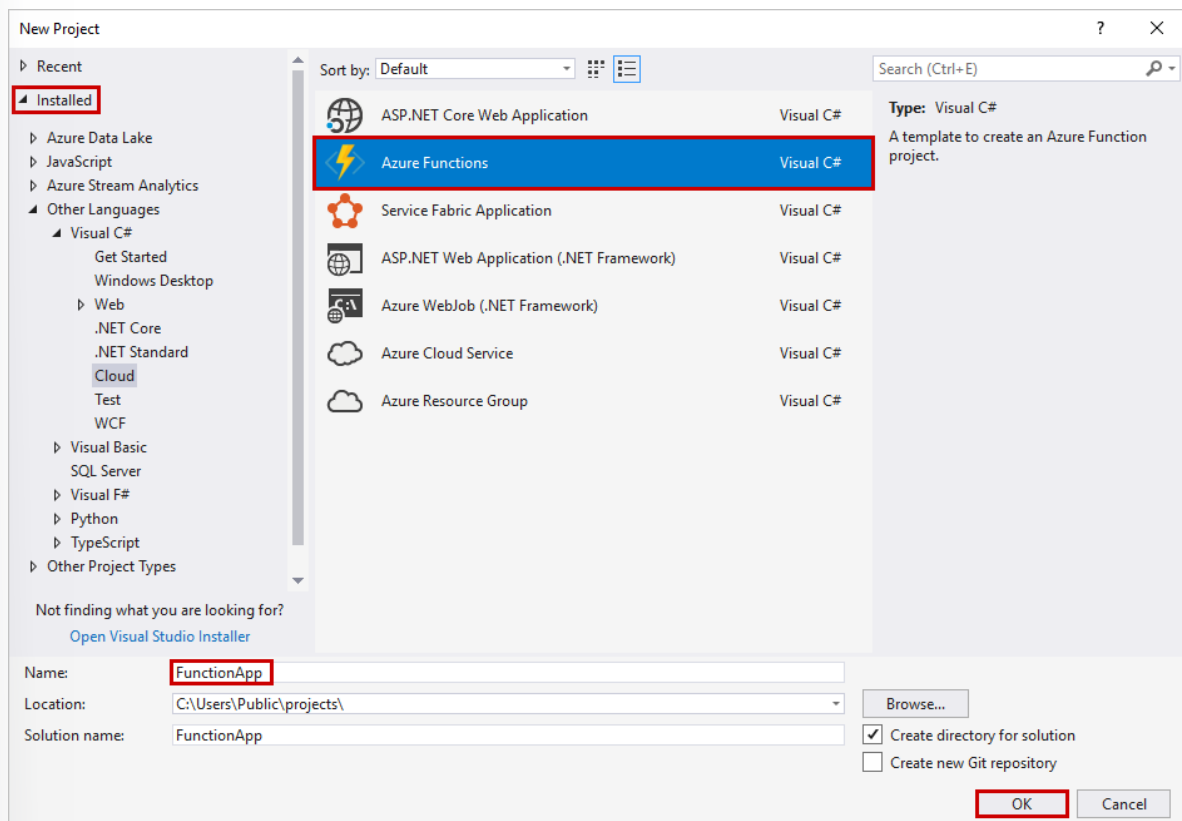 New Project
?
Recent
Installed
Azure Data Lake
JavaScript
Azure Stream Analytics
Other Languages
Visual C#
Get Started
Windows Desktop
Web
.NET Core
.NET Standard
Cloud
Test
WCF
Visual Basic
SQL Server
Visual F#
Python
TypeScript
Other Project Types
Not finding what you are looking for?
Open Visual Studio Installer
Sort by: Default
ASP.NET Core Web Application Visual C#
Azure Functions Visual C#
Service Fabric Application Visual C#
ASP.NET Web Application (.NET Framework) Visual C#
Azure WebJob (.NET Framework) Visual C#
Azure Cloud Service Visual C#
Azure Resource Group Visual C#
Search (Ctrl+E)
Type: Visual C#
A template to create an Azure Function
project.
Name: FunctionApp
Location: C:\Users\Public\projects\
Browse...
Solution name: FunctionApp
Create directory for solution
Create new Git repository
OK Cancel